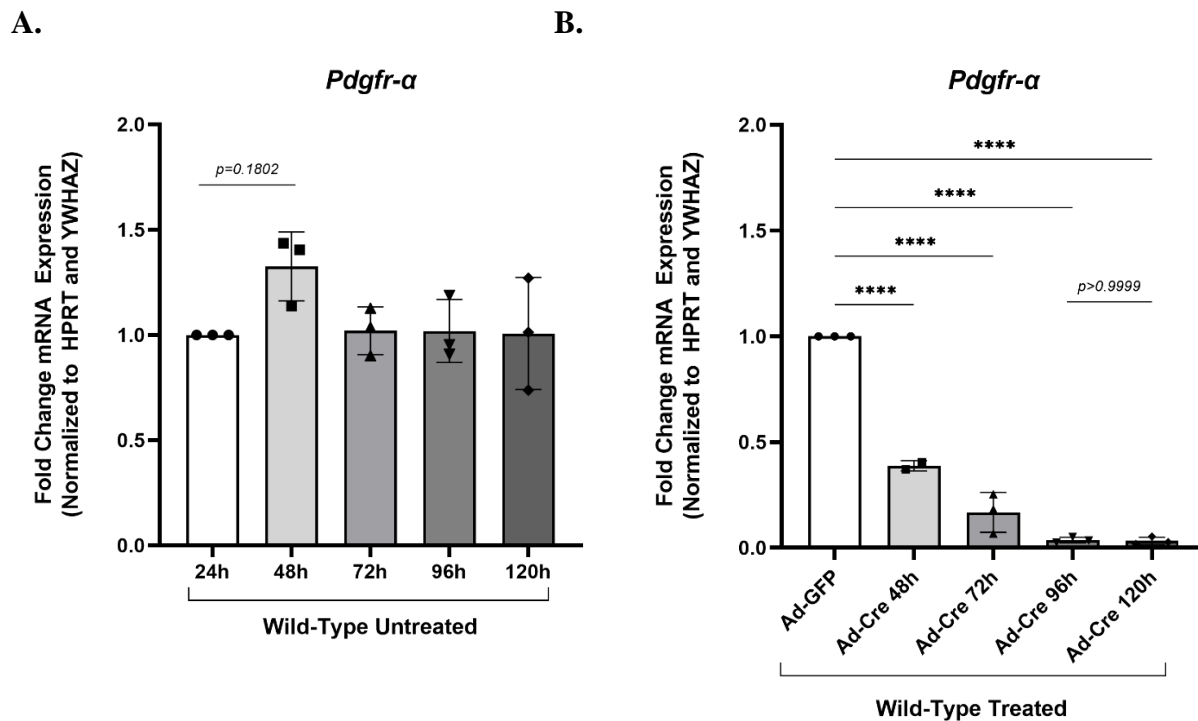 A.
Pdgfr-α
Fold Change mRNA Expression
(Normalized to HPRT and YWHAZ)
2.0
1.5
1.0
0.5
0.0
p=0.1802
24h
48h
72h
96h
120h
Wild-Type Untreated
B.
Pdgfr-α
Fold Change mRNA Expression
(Normalized to HPRT and YWHAZ)
2.0
1.5
1.0
0.5
0.0
****
****
****
****
p>0.9999
Ad-GFP
Ad-Cre 48h
Ad-Cre 72h
Ad-Cre 96h
Ad-Cre 120h
Wild-Type Treated